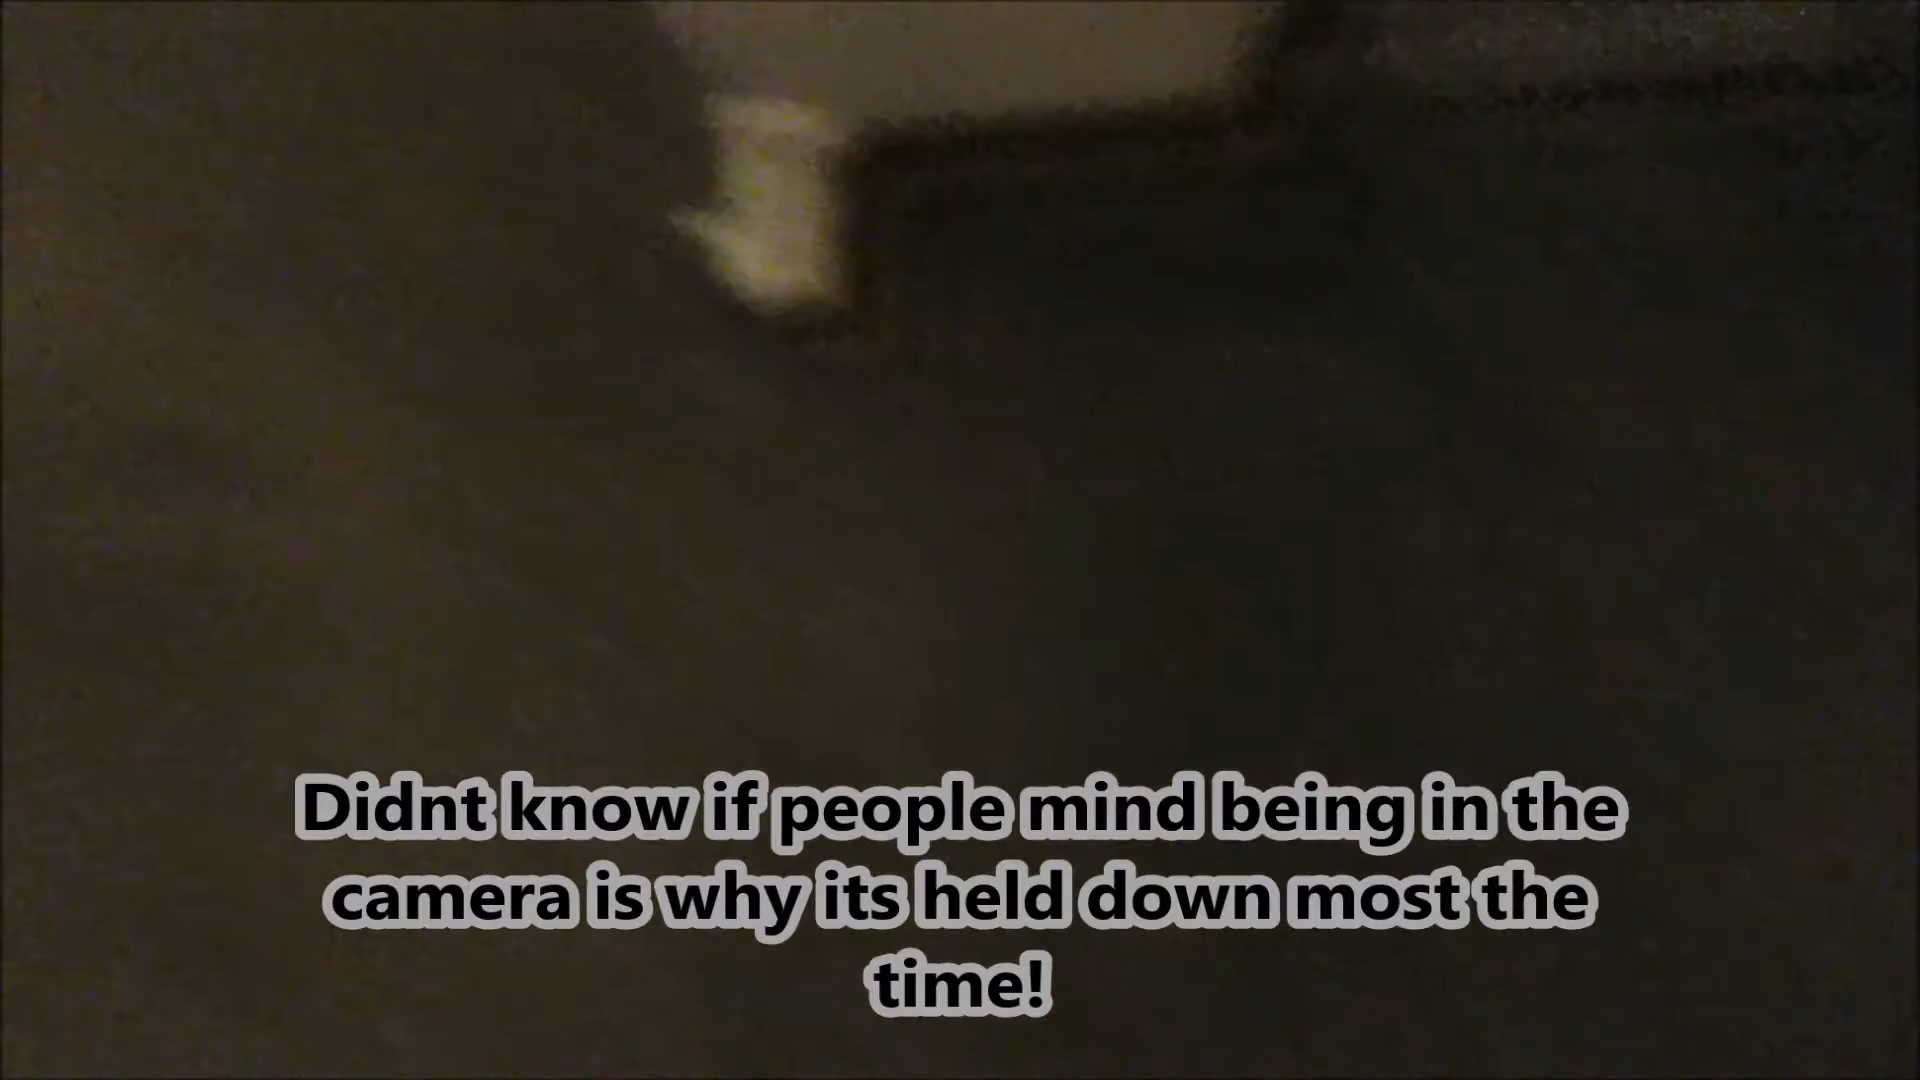 Didnt know if people mind being in the
camera is why its held down most the
time!